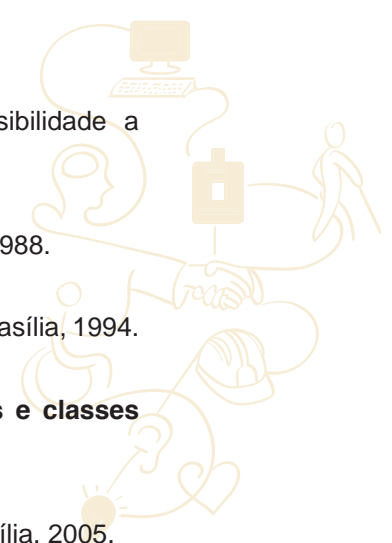 sibilidade a
988.
asília, 1994.
s e classes
ília, 2005.